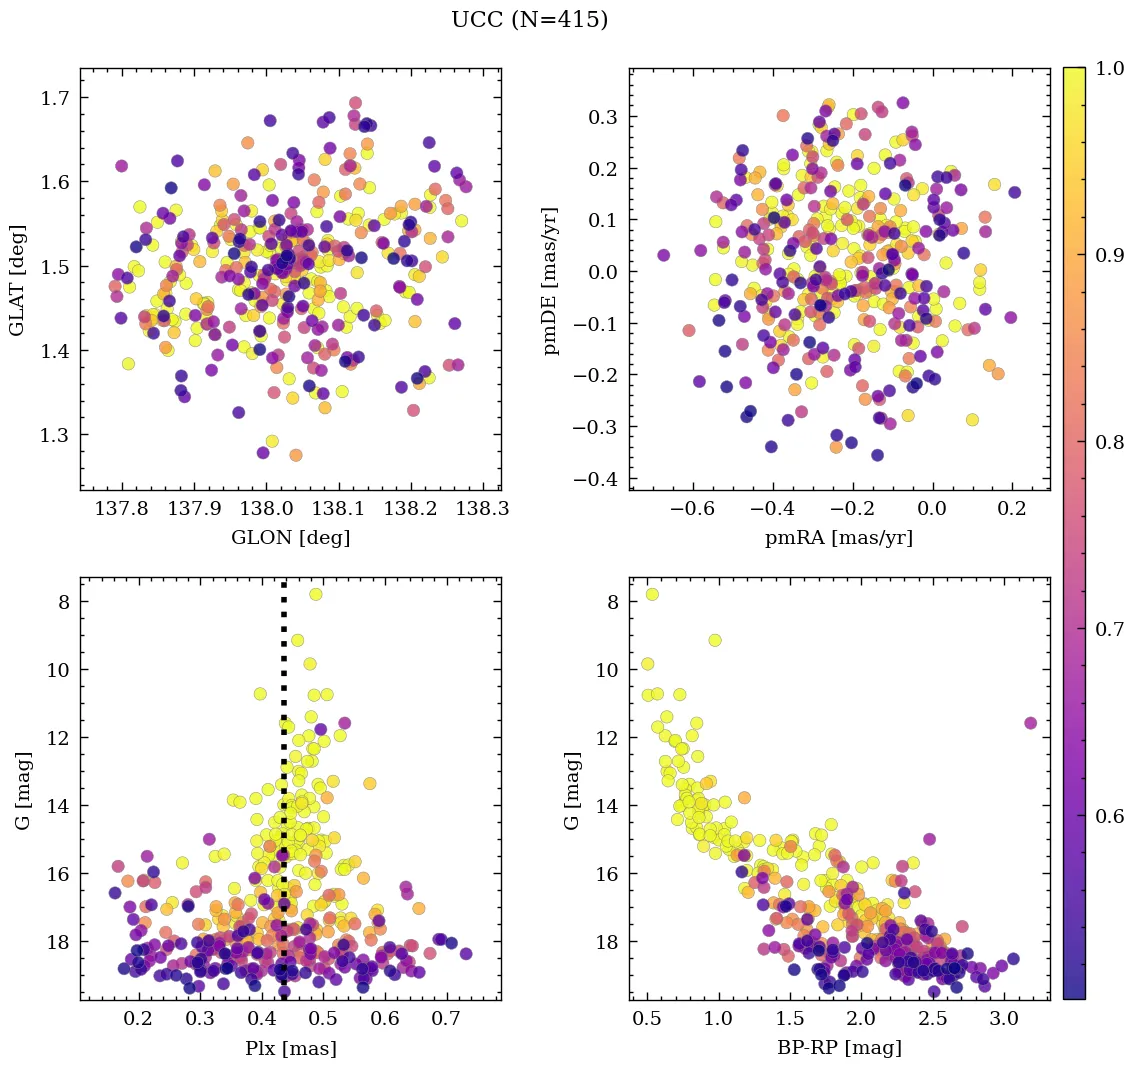 UCC (N=415)
1.7
1.6
1.5
1.4
1.3
GLAT [deg]
137.8 137.9 138.0 138.1 138.2 138.3
GLON [deg]
0.3
0.2
0.1
0.0
−0.1
−0.2
−0.3
−0.4
pmDE [mas/yr]
−0.6 −0.4 −0.2 0.0 0.2
pmRA [mas/yr]
8
10
12
14
16
18
G [mag]
0.2 0.3 0.4 0.5 0.6 0.7
Plx [mas]
8
10
12
14
16
18
G [mag]
0.5 1.0 1.5 2.0 2.5 3.0
BP-RP [mag]
1.0
0.9
0.8
0.7
0.6